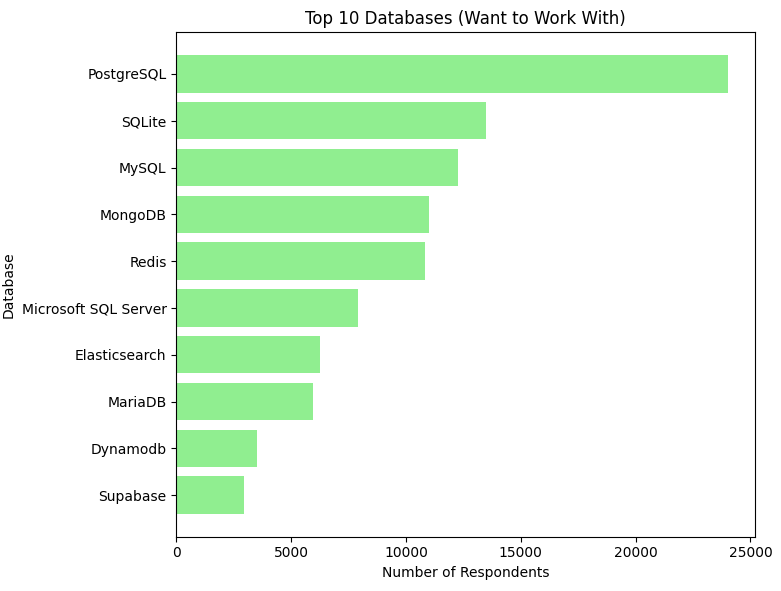 Top 10 Databases (Want to Work With)
Database
PostgreSQL
SQLite
MySQL
MongoDB
Redis
Microsoft SQL Server
Elasticsearch
MariaDB
Dynamodb
Supabase
0 5000 10000 15000 20000 25000
Number of Respondents